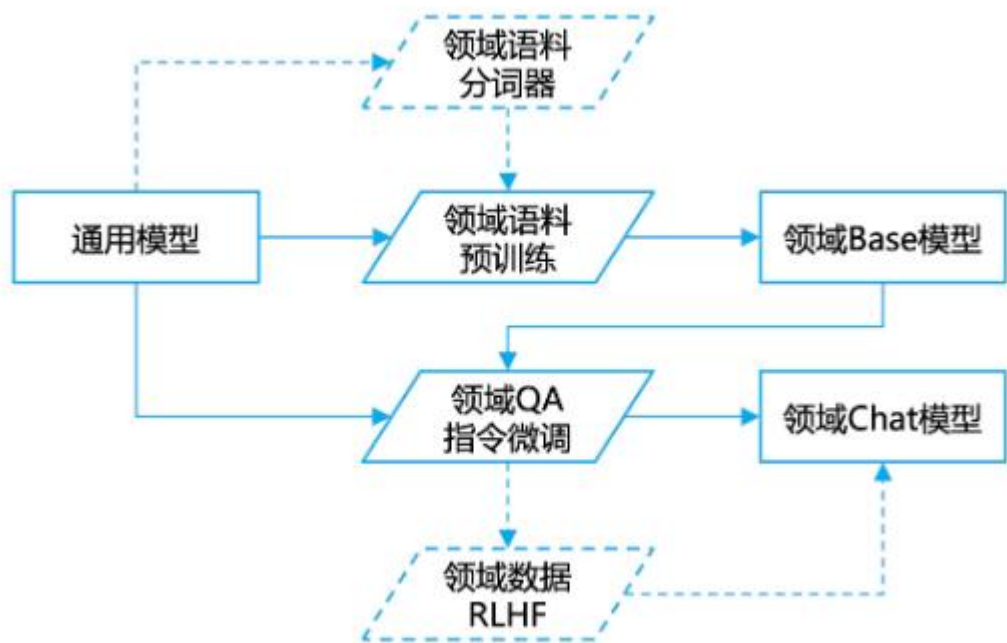 领域语料
分词器
通用模型
领域语料
预训练
领域Base模型
领域QA
指令微调
领域Chat模型
领域数据
RLHF